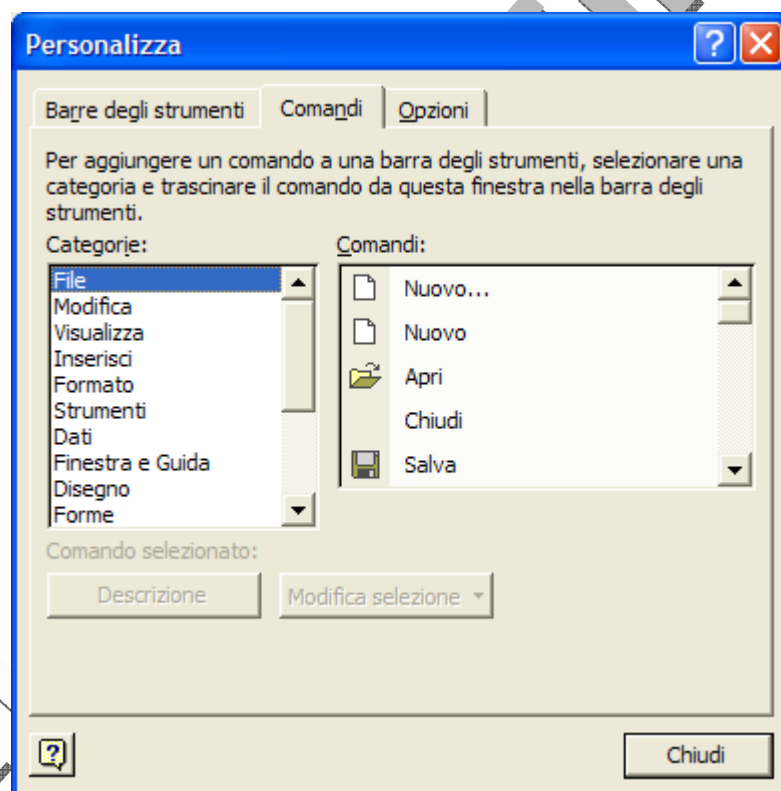 Personalizza
Barre degli strumenti
Comandi
Opzioni
Per aggiungere un comando a una barra degli strumenti, selezionare una
categoria e trascinare il comando da questa finestra nella barra degli
strumenti.
Categorie:
Comandi:
File
Modifica
Visualizza
Inserisci
Formato
Strumenti
Dati
Finestra e Guida
Disegno
Forme
Nuovo...
Nuovo
Apri
Chiudi
Salva
Comando selezionato:
Descrizione
Modifica selezione
Chiudi